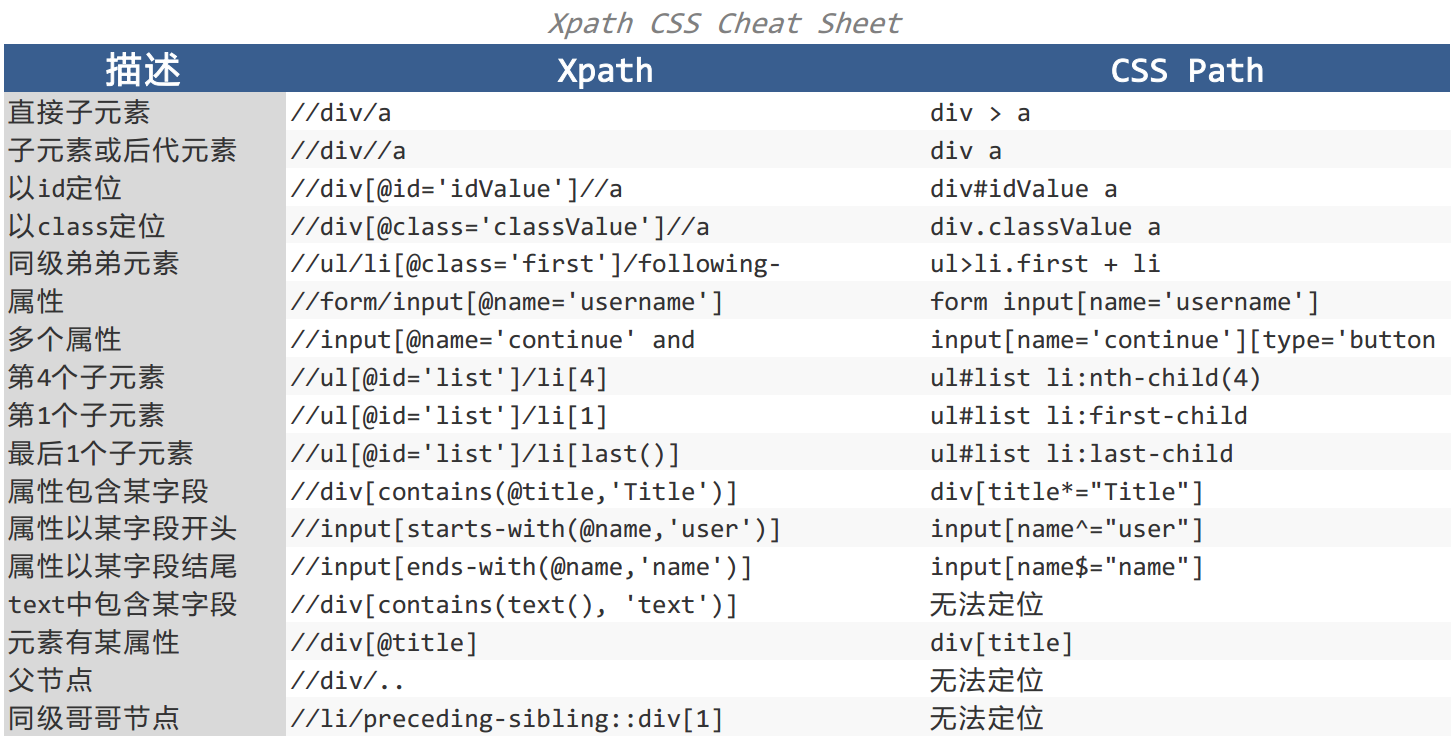 Xpath CSS Cheat Sheet
描述 Xpath CSS Path
直接子元素 //div/a div > a
子元素或后代元素 //div//a div a
以id定位 //div[@id='idValue']//a div#idValue a
以class定位 //div[@class='classValue']//a div.classValue a
同级弟弟元素 //ul/li[@class='first']/following- ul>li.first + li
属性 //form/input[@name='username'] form input[name='username']
多个属性 //input[@name='continue' and input[name='continue'][type='button
第4个子元素 //ul[@id='list']/li[4] ul#list li:nth-child(4)
第1个子元素 //ul[@id='list']/li[1] ul#list li:first-child
最后1个子元素 //ul[@id='list']/li[last()] ul#list li:last-child
属性包含某字段 //div[contains(@title,'Title')] div[title*="Title"]
属性以某字段开头 //input[starts-with(@name,'user')] input[name^="user"]
属性以某字段结尾 //input[ends-with(@name,'name')] input[name$="name"]
text中包含某字段 //div[contains(text(), 'text')] 无法定位
元素有某属性 //div[@title] div[title]
父节点 //div/.. 无法定位
同级哥哥节点 //li/preceding-sibling::div[1] 无法定位